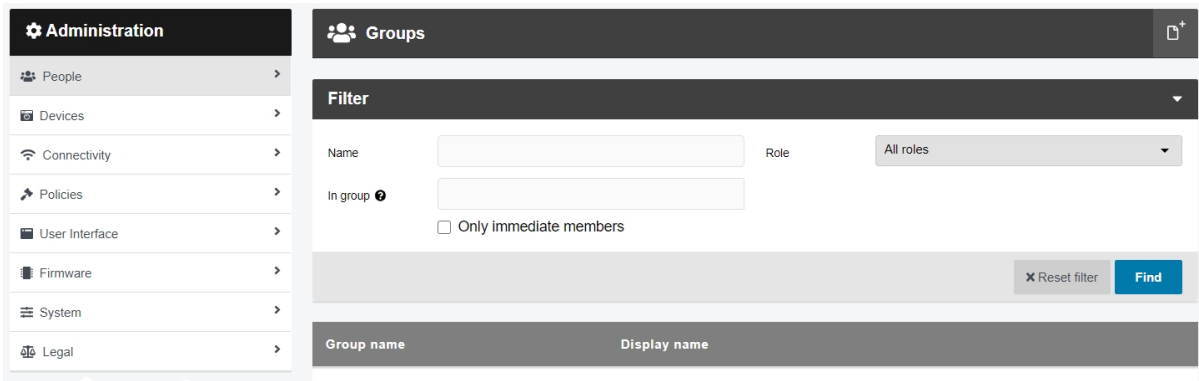 Administration
People
Devices
Connectivity
Policies
User Interface
Firmware
System
Legal
Groups
Filter
Name
Role
All roles
In group
Only immediate members
Reset filter
Find
Group name
Display name